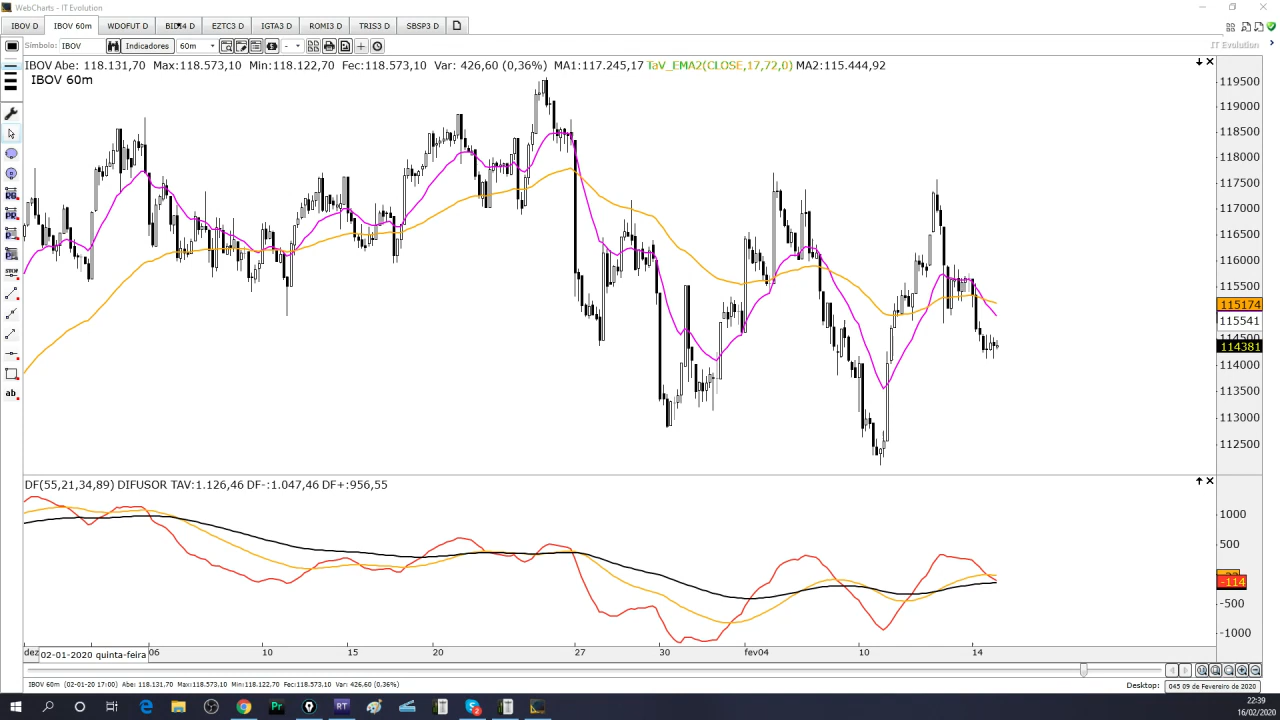 WebCharts - IT Evolution
IBOV D
IBOV 60m
WDOFUT D
BIDI4 D
EZTC3 D
IGTA3 D
ROMI3 D
TRIS3 D
SBSP3 D
Símbolo: IBOV Indicadores 60m - IT Evolution
IBOV Abe: 118.131,70 Max:118.573,10 Min:118.122,70 Fec:118.573,10 Var: 426,60 (0,36%) MA1:117.245,17 TaV_EMA2(CLOSE,17,72,0) MA2:115.444,92
IBOV 60m
119500
119000
118500
118000
117500
117000
116500
116000
115500
115174
115541
114500
114381
114000
113500
113000
112500
ab
DF(55,21,34,89) DIFUSOR TAV:1.126,46 DF-:1.047,46 DF+:956,55
1000
500
-114
-500
-1000
dez 02-01-2020 quinta-feira 06 10 15 20 27 30 fev04 10 14
IBOV 60m (02-01-20 17:00) Abe: 118.131,70 Max:118.573,10 Min:118.122,70 Fec:118.573,10 Var: 426,60 (0,36%)
Desktop: 045 09 de Fevereiro de 2020
Pr
RT
22:39
16/02/2020